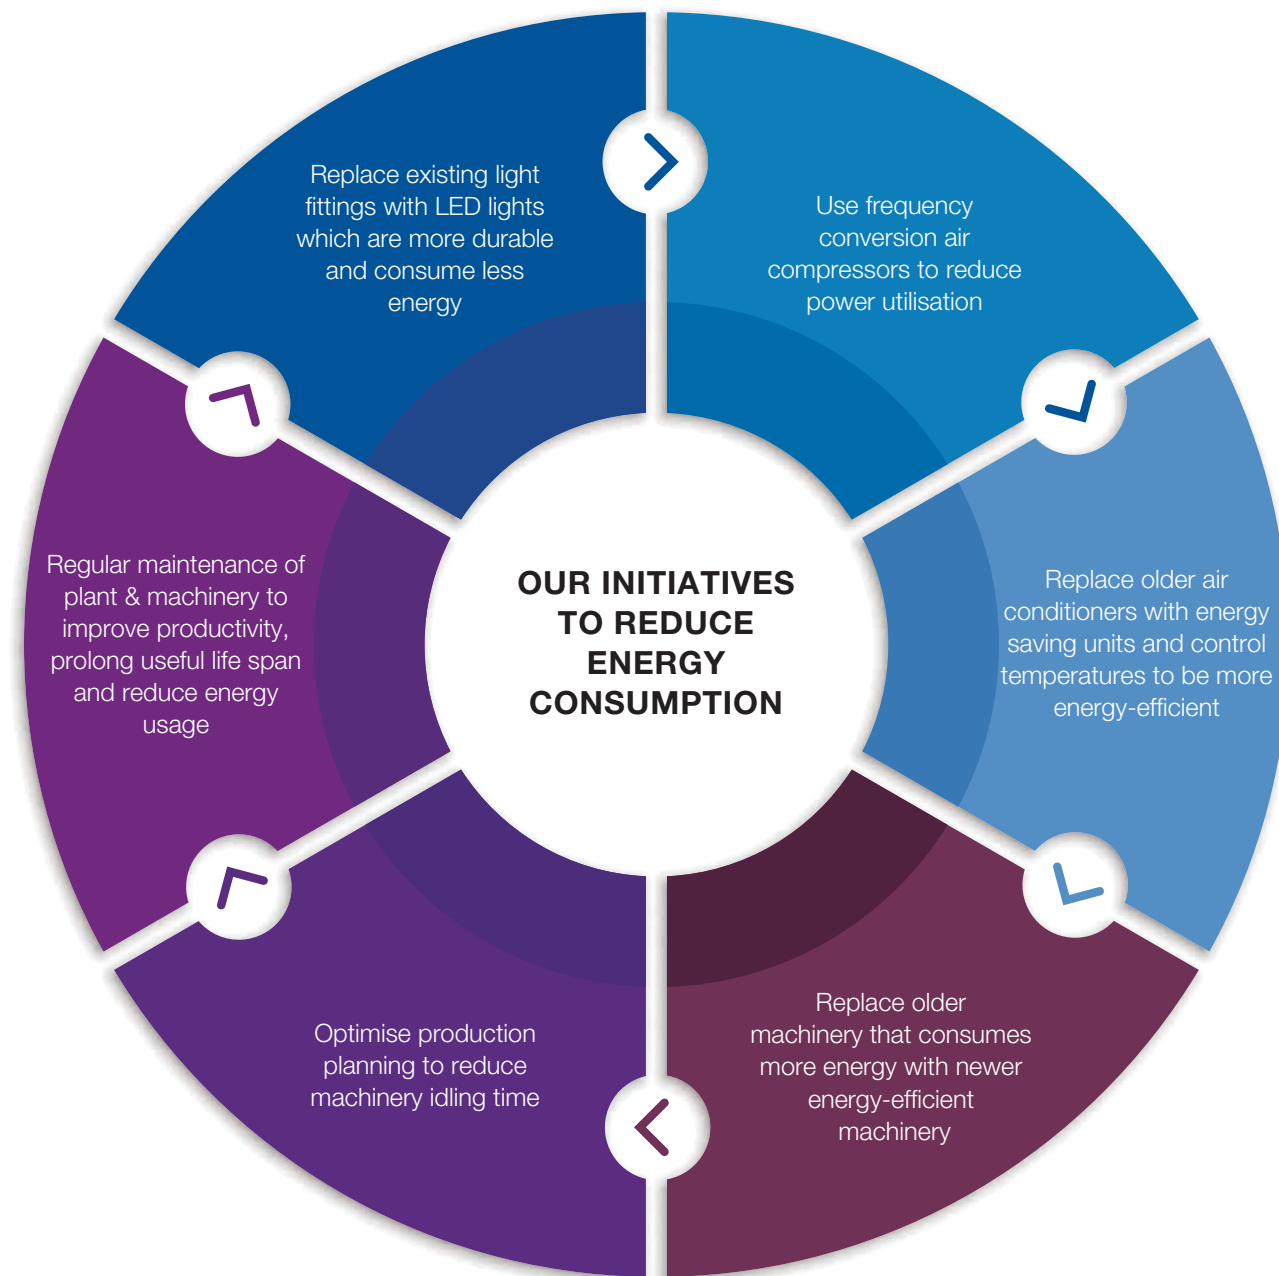 Replace existing light
fittings with LED lights
which are more durable
and consume less
energy
Use frequency
conversion air
compressors to reduce
power utilisation
Replace older air
conditioners with energy
saving units and control
temperatures to be more
energy-efficient
Replace older
machinery that consumes
more energy with newer
energy-efficient
machinery
Optimise production
planning to reduce
machinery idling time
Regular maintenance of
plant & machinery to
improve productivity,
prolong useful life span
and reduce energy
usage
OUR INITIATIVES
TO REDUCE
ENERGY
CONSUMPTION